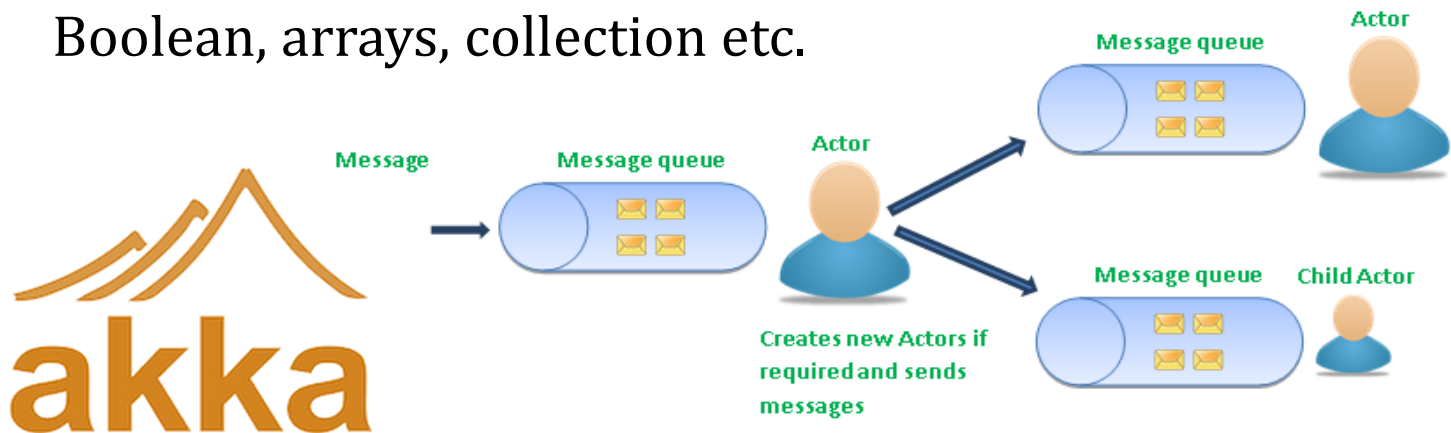 Boolean, arrays, collection etc.
Message
Message queue
Actor
Message queue
Actor
Message queue
Child Actor
Creates new Actors if
required and sends
messages
akka